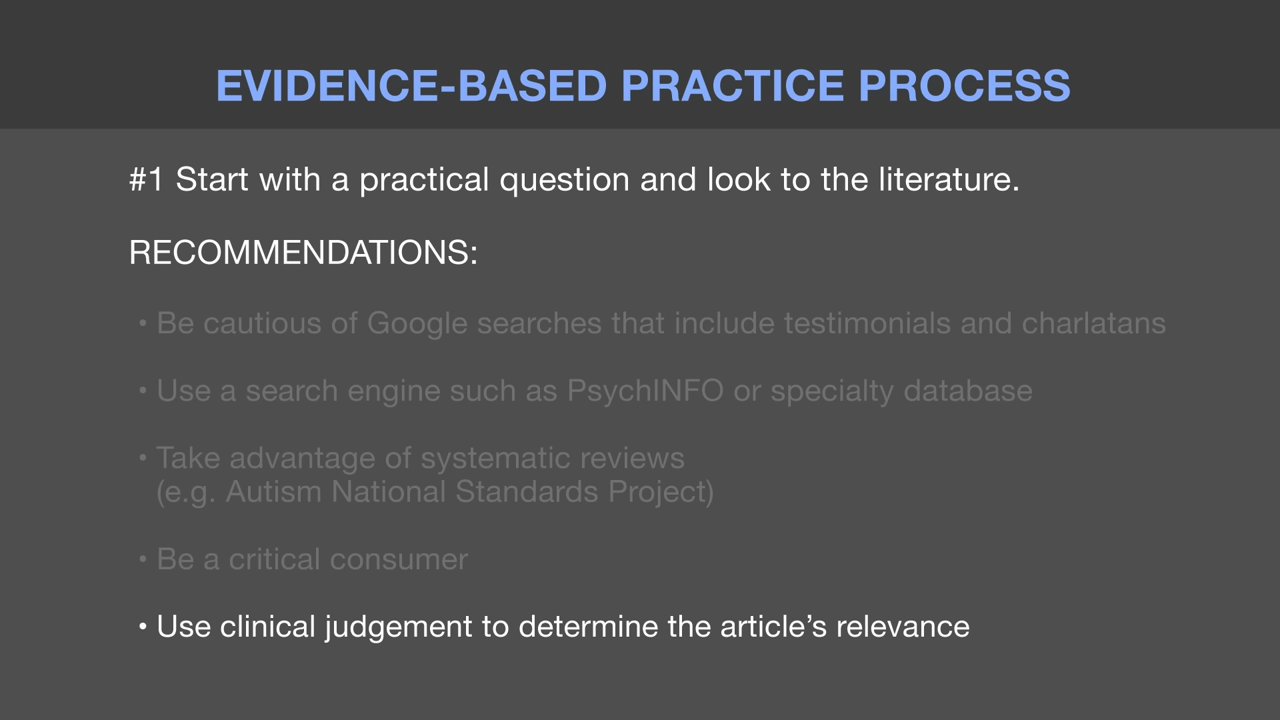 EVIDENCE-BASED PRACTICE PROCESS
#1 Start with a practical question and look to the literature.
RECOMMENDATIONS:
• Be cautious of Google searches that include testimonials and charlatans
• Use a search engine such as PsychINFO or specialty database
• Take advantage of systematic reviews
(e.g. Autism National Standards Project)
• Be a critical consumer
• Use clinical judgement to determine the article’s relevance